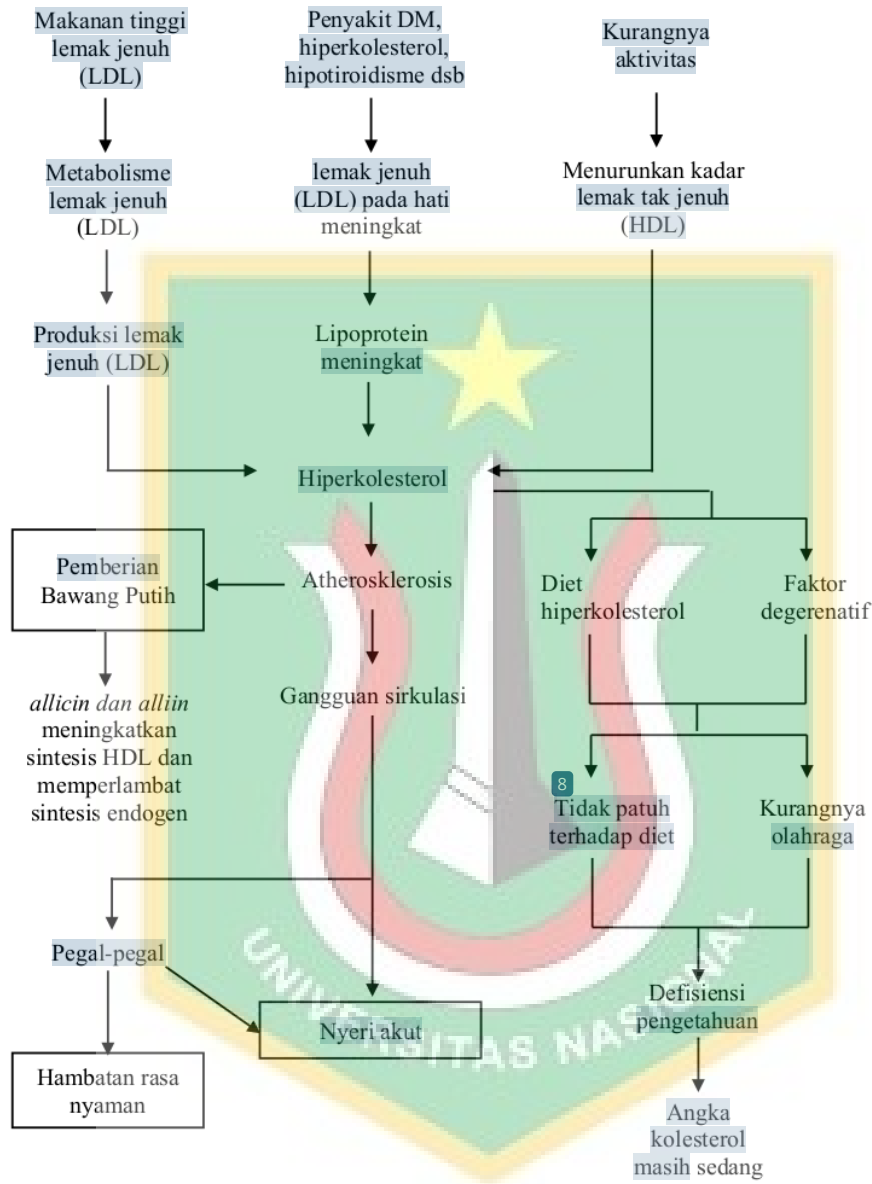 Makanan tinggi
lemak jenuh
(LDL)
Penyakit DM,
hiperkolesterol,
hipotiroidisme dsb
Kurangnya
aktivitas
Metabolisme
lemak jenuh
(LDL)
lemak jenuh
(LDL) pada hati
meningkat
Menurunkan kadar
lemak tak jenuh
(HDL)
Produksi lemak
jenuh (LDL)
Lipoprotein
meningkat
Hiperkolesterol
Pemberian
Bawang Putih
Atherosklerosis
Diet
hiperkolesterol
Faktor
degerenatif
allicin dan alliin
meningkatkan
sintesis HDL dan
memperlambat
sintesis endogen
Gangguan sirkulasi
8
Tidak patuh
terhadap diet
Kurangnya
olahraga
Pegal-pegal
Nyeri akut
Defisiensi
pengetahuan
Hambatan rasa
nyaman
Angka
kolesterol
masih sedang
UNIVERSITAS NASIONAL